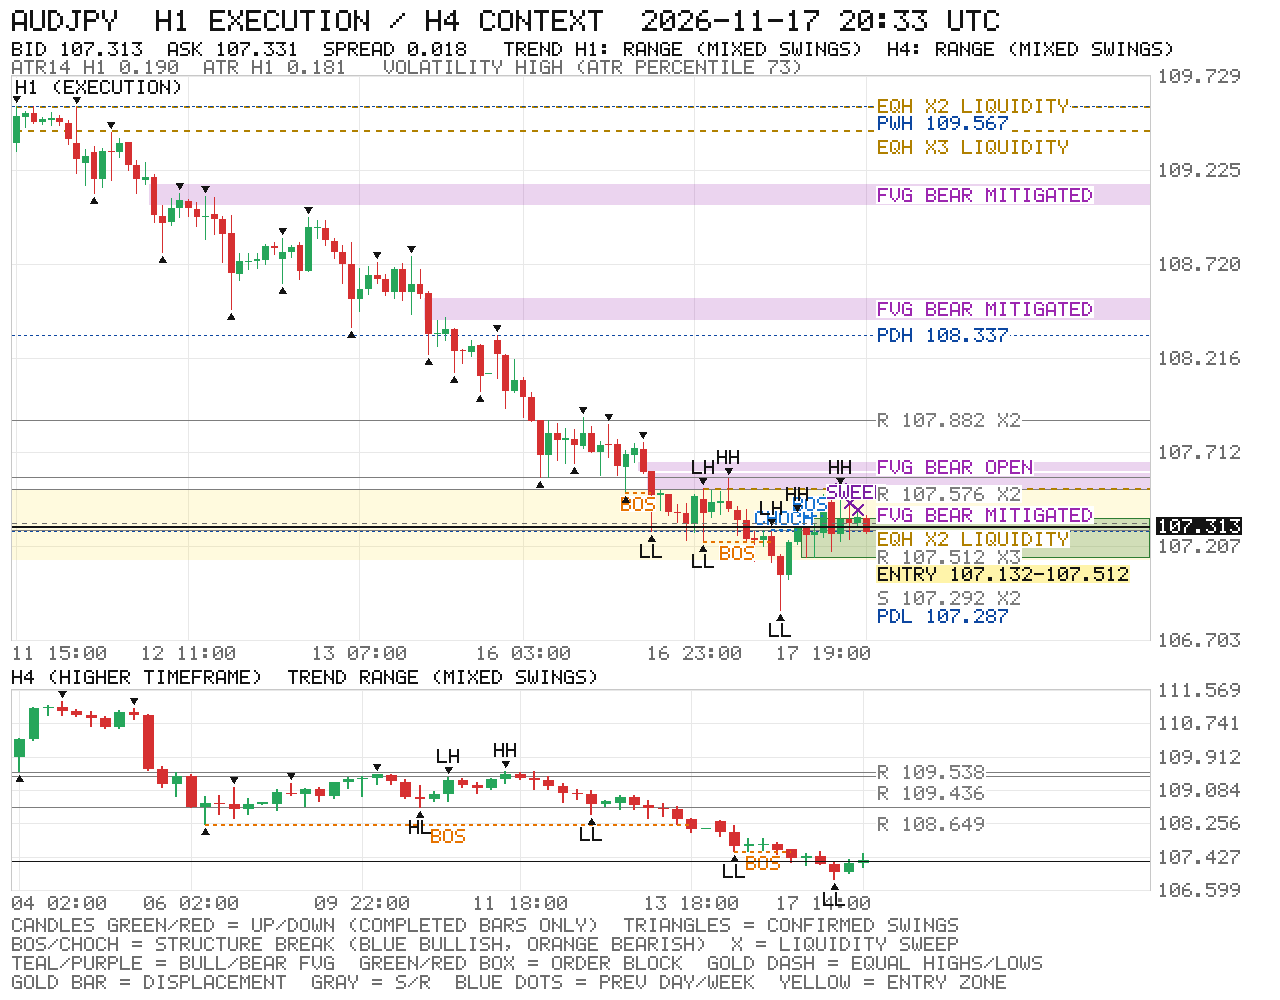 AUDJPY  H1 EXECUTION / H4 CONTEXT  2026-11-17 20:33 UTC
BID 107.313  ASK 107.331  SPREAD 0.018  TREND H1: RANGE (MIXED SWINGS)  H4: RANGE (MIXED SWINGS)
ATR14 H1 0.190  ATR H1 0.181  VOLATILITY HIGH (ATR PERCENTILE 73)
109.729
H1 (EXECUTION)
EQH X2 LIQUIDITY
PWH 109.567
EQH X3 LIQUIDITY
109.225
FVG BEAR MITIGATED
108.720
FVG BEAR MITIGATED
PDH 108.337
108.216
R 107.882 X2
107.712
LH HH HH
FVG BEAR OPEN
HH SWEE
R 107.576 X2
BOS LH BOS
CHOCH
FVG BEAR MITIGATED
107.313
EQH X2 LIQUIDITY
107.207
LL LL BOS
R 107.512 X3
ENTRY 107.132-107.512
S 107.292 X2
PDL 107.287
LL
106.703
11 15:00  12 11:00  13 07:00  16 03:00  16 23:00  17 19:00
H4 (HIGHER TIMEFRAME)  TREND RANGE (MIXED SWINGS)
111.569
110.741
LH HH
109.912
R 109.538
R 109.436
109.084
R 108.649
108.256
HL BOS LL
107.427
LL BOS
106.599
LL
04 02:00  06 02:00  09 22:00  11 18:00  13 18:00  17 14:00
CANDLES GREEN/RED = UP/DOWN (COMPLETED BARS ONLY)  TRIANGLES = CONFIRMED SWINGS
BOS/CHOCH = STRUCTURE BREAK (BLUE BULLISH, ORANGE BEARISH)  X = LIQUIDITY SWEEP
TEAL/PURPLE = BULL/BEAR FVG  GREEN/RED BOX = ORDER BLOCK  GOLD DASH = EQUAL HIGHS/LOWS
GOLD BAR = DISPLACEMENT  GRAY = S/R  BLUE DOTS = PREV DAY/WEEK  YELLOW = ENTRY ZONE